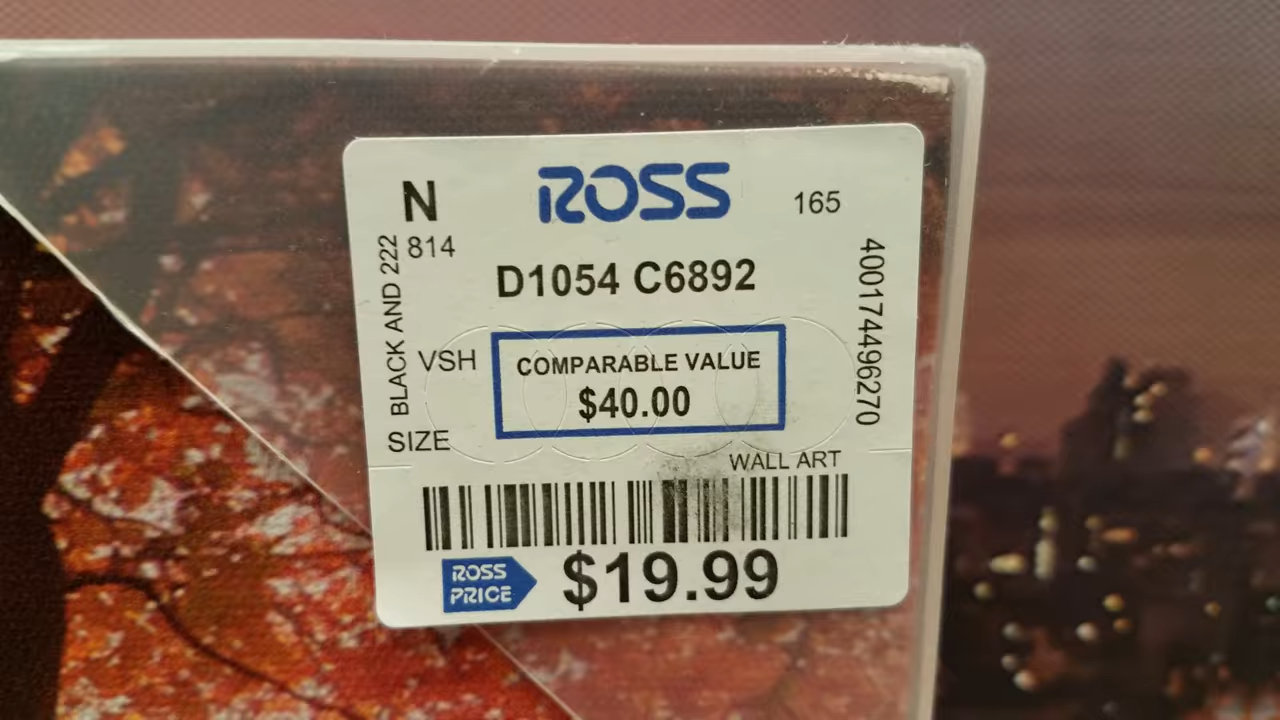 N
ROSS
165
814
D1054 C6892
BLACK AND 222
400174496270
VSH
COMPARABLE VALUE
$40.00
SIZE
WALL ART
ROSS
PRICE
$19.99